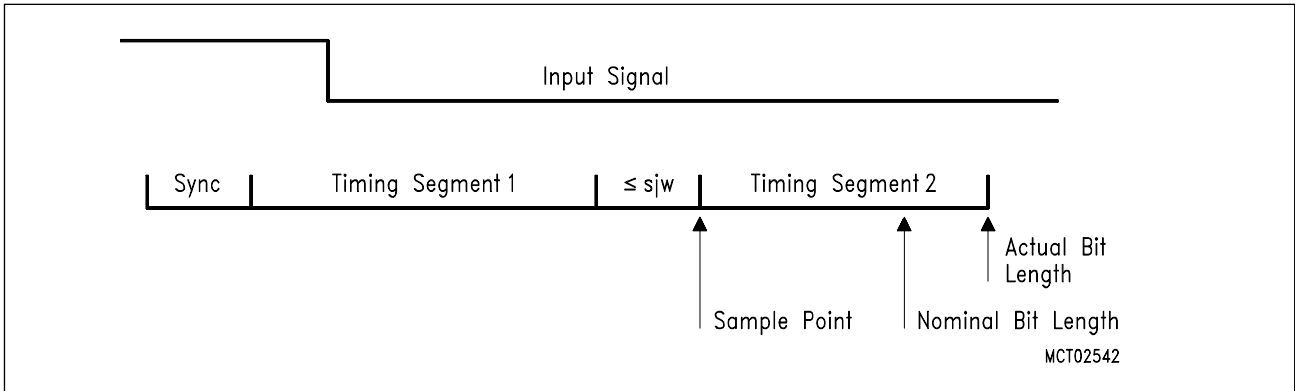 Input Signal
Sync Timing Segment 1 ≤ sjw Timing Segment 2
Actual Bit
Length
Sample Point Nominal Bit Length
MCT02542